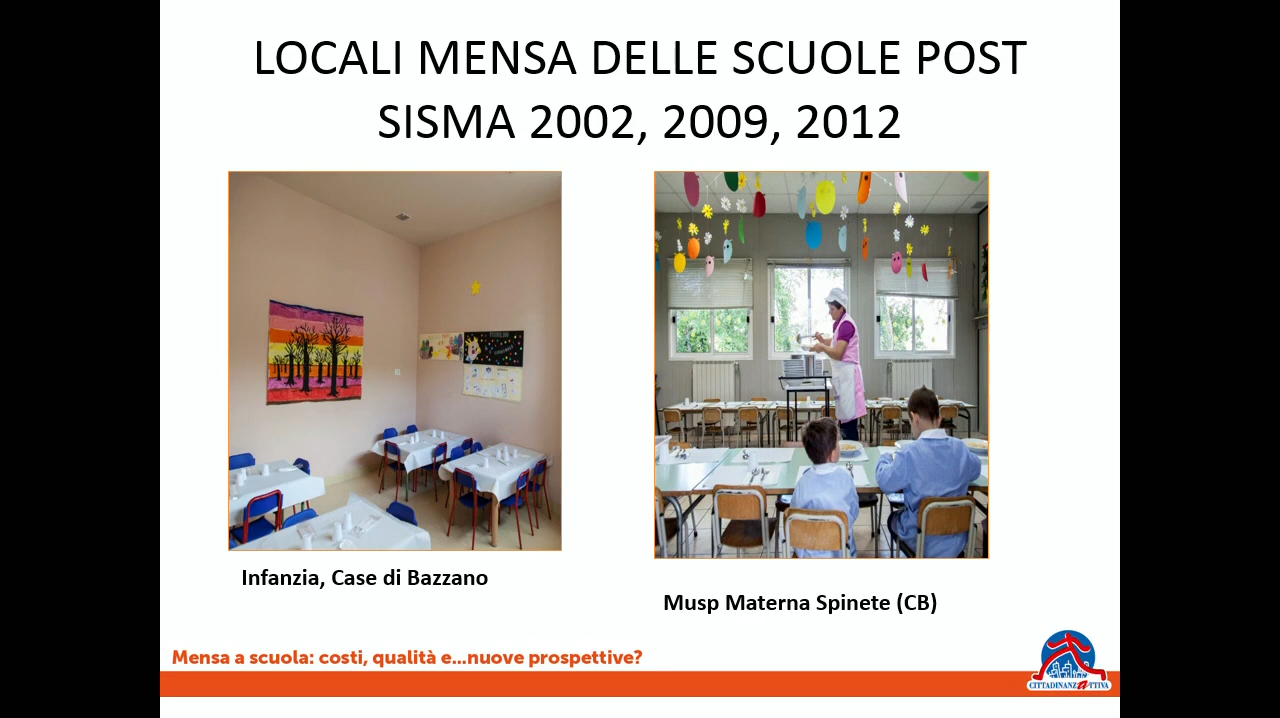 LOCALI MENSA DELLE SCUOLE POST
SISMA 2002, 2009, 2012
Infanzia, Case di Bazzano
Musp Materna Spinete (CB)
Mensa a scuola: costi, qualità e...nuove prospettive?
CITTADINANZATTIVA